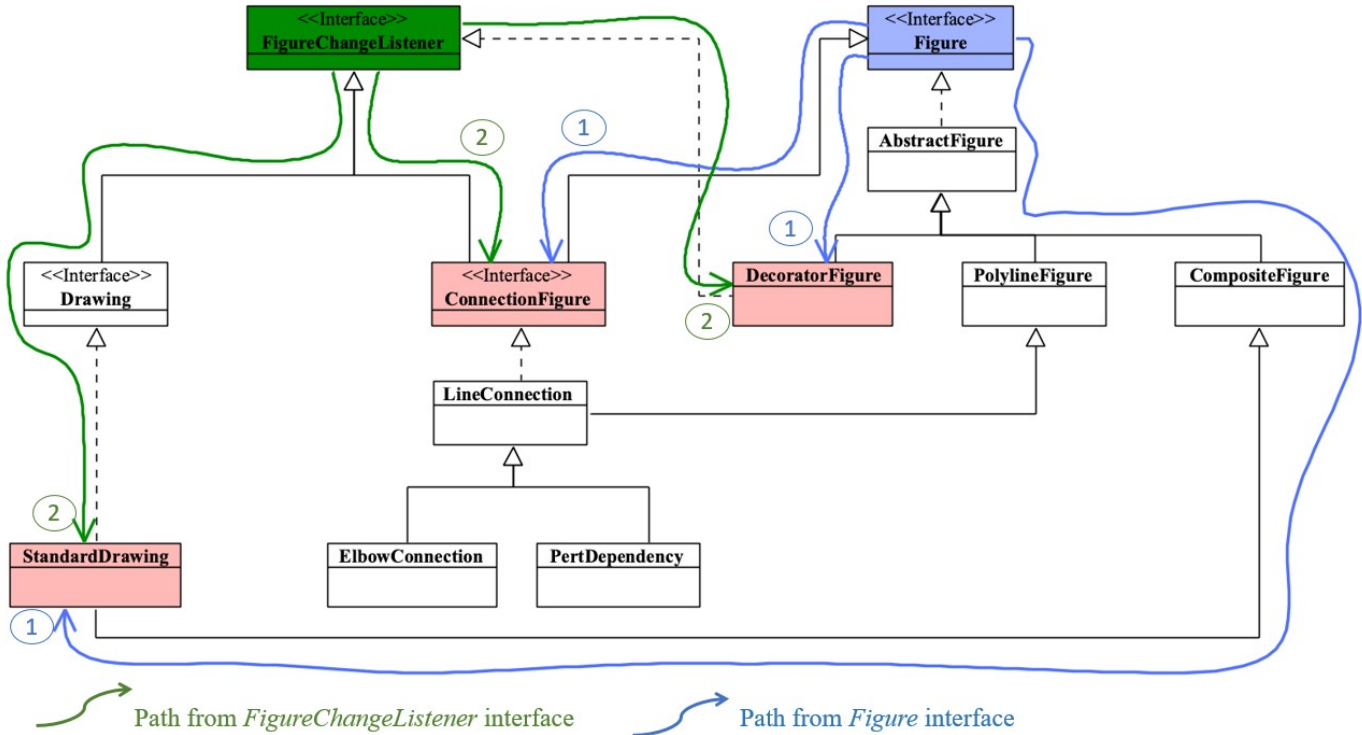 <<Interface>>
FigureChangeListener
<<Interface>>
Figure
2
1
AbstractFigure
1
<<Interface>>
Drawing
<<Interface>>
ConnectionFigure
DecoratorFigure
PolylineFigure
CompositeFigure
2
LineConnection
2
StandardDrawing
ElbowConnection
PertDependency
1
Path from FigureChangeListener interface
Path from Figure interface